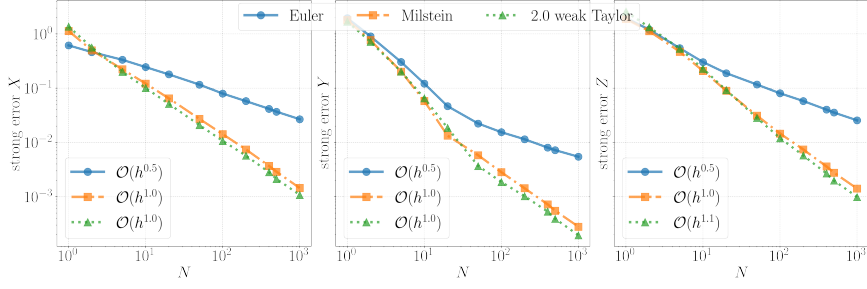 Euler Milstein 2.0 weak Taylor
strong error X
10^0
10^{-1}
10^{-2}
10^{-3}
O(h^{0.5})
O(h^{1.0})
O(h^{1.0})
10^0 10^1 10^2 10^3
N
strong error Y
O(h^{0.5})
O(h^{1.0})
O(h^{1.0})
10^0 10^1 10^2 10^3
N
strong error Z
O(h^{0.5})
O(h^{1.0})
O(h^{1.1})
10^0 10^1 10^2 10^3
N